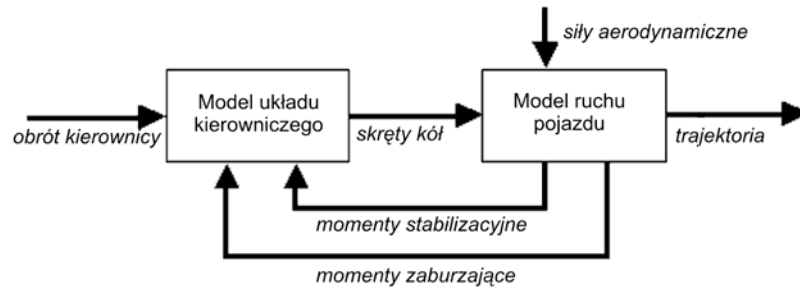 siły aerodynamiczne
Model układu
kierowniczego
Model ruchu
pojazdu
obrót kierownicy
skręty kół
trajektoria
momenty stabilizacyjne
momenty zaburzające